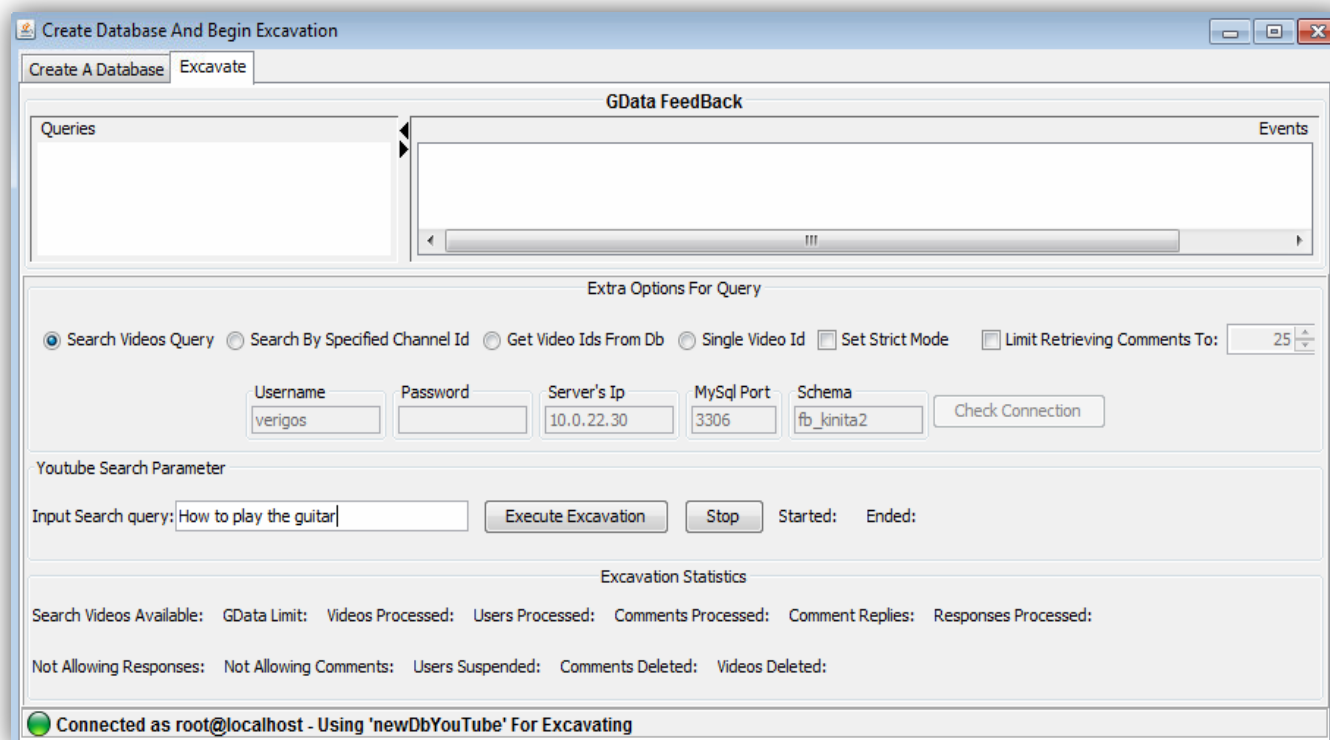 Create Database And Begin Excavation
Create A Database Excavate
GData FeedBack
Queries Events
Extra Options For Query
Search Videos Query Search By Specified Channel Id Get Video Ids From Db Single Video Id Set Strict Mode Limit Retrieving Comments To: 25
Username Password Server's Ip MySql Port Schema
verigos 10.0.22.30 3306 fb_kinita2 Check Connection
Youtube Search Parameter
Input Search query: How to play the guitar Execute Excavation Stop Started: Ended:
Excavation Statistics
Search Videos Available: GData Limit: Videos Processed: Users Processed: Comments Processed: Comment Replies: Responses Processed:
Not Allowing Responses: Not Allowing Comments: Users Suspended: Comments Deleted: Videos Deleted:
Connected as root@localhost - Using 'newDbYouTube' For Excavating